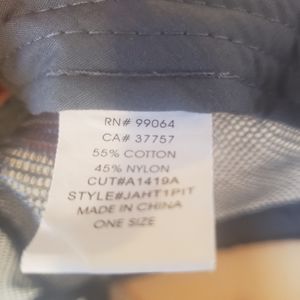 RN# 99064
CA# 37757
55% COTTON
45% NYLON
CUT#A1419A
STYLE#JAHT1PIT
MADE IN CHINA
ONE SIZE